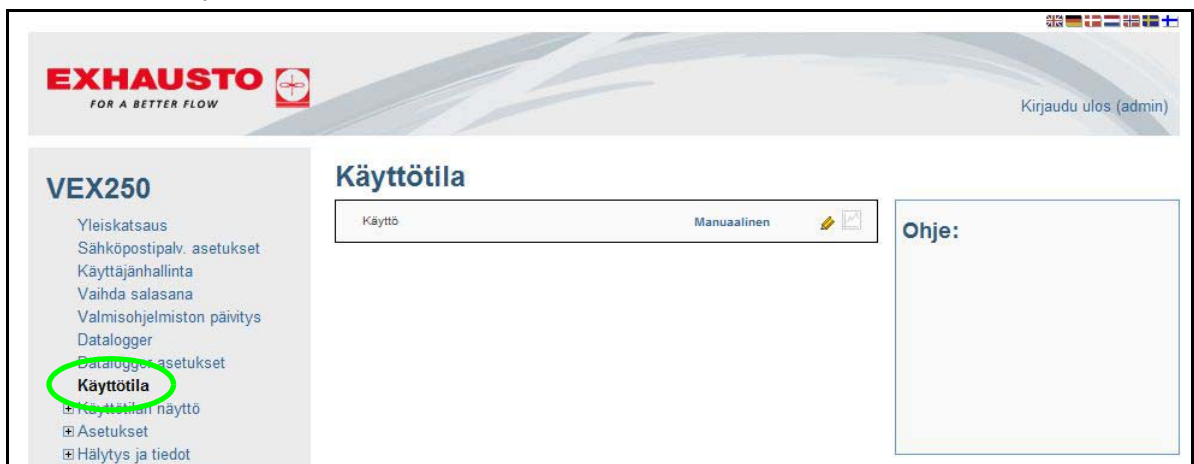 EXHAUSTO
FOR A BETTER FLOW
Kirjaudu ulos (admin)
VEX250
Yleiskatsaus
Sähköpostipalv. asetukset
Käyttäjänhallinta
Vaihda salasana
Valmisohjelmiston päivitys
Datalogger
Datalogger asetukset
Käyttötila
Käyttötilan näyttö
Asetukset
Hälytys ja tiedot
Käyttötila
Käyttö Manuaalinen
Ohje: